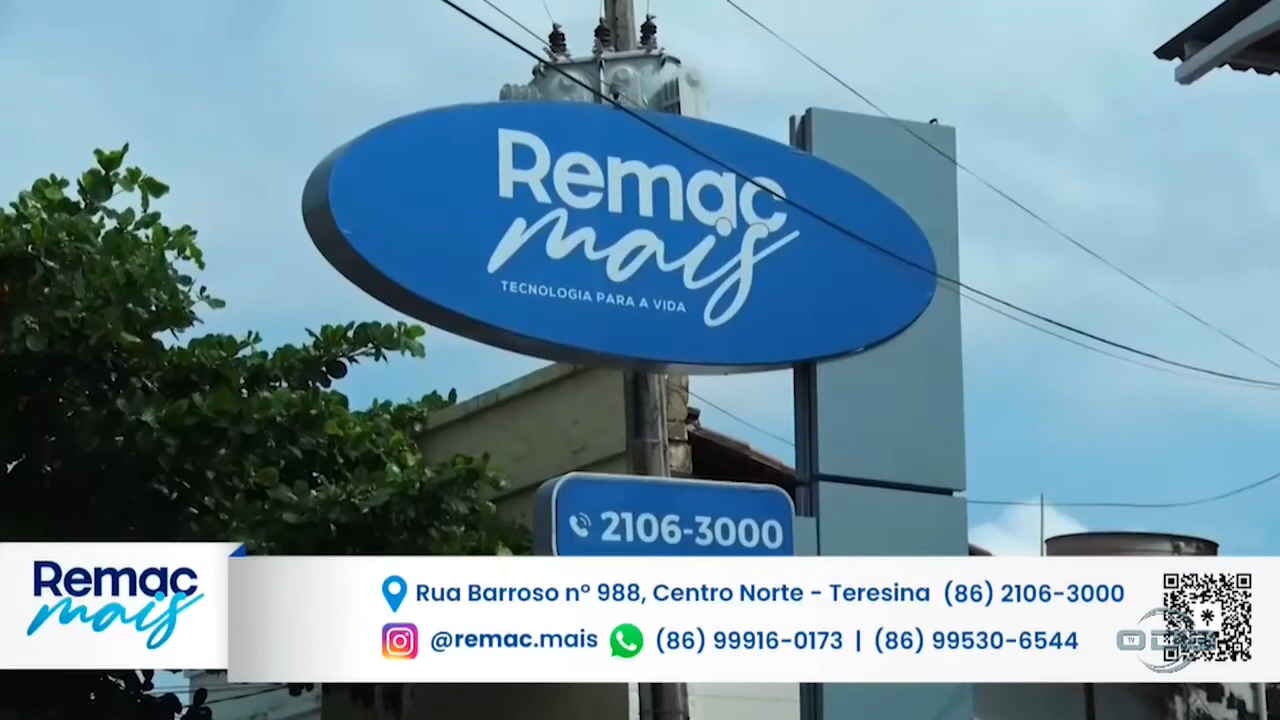 Remac
mais
TECNOLOGIA PARA A VIDA
2106-3000
Remac
mais
Rua Barroso nº 988, Centro Norte - Teresina (86) 2106-3000
@remac.mais (86) 99916-0173 | (86) 99530-6544